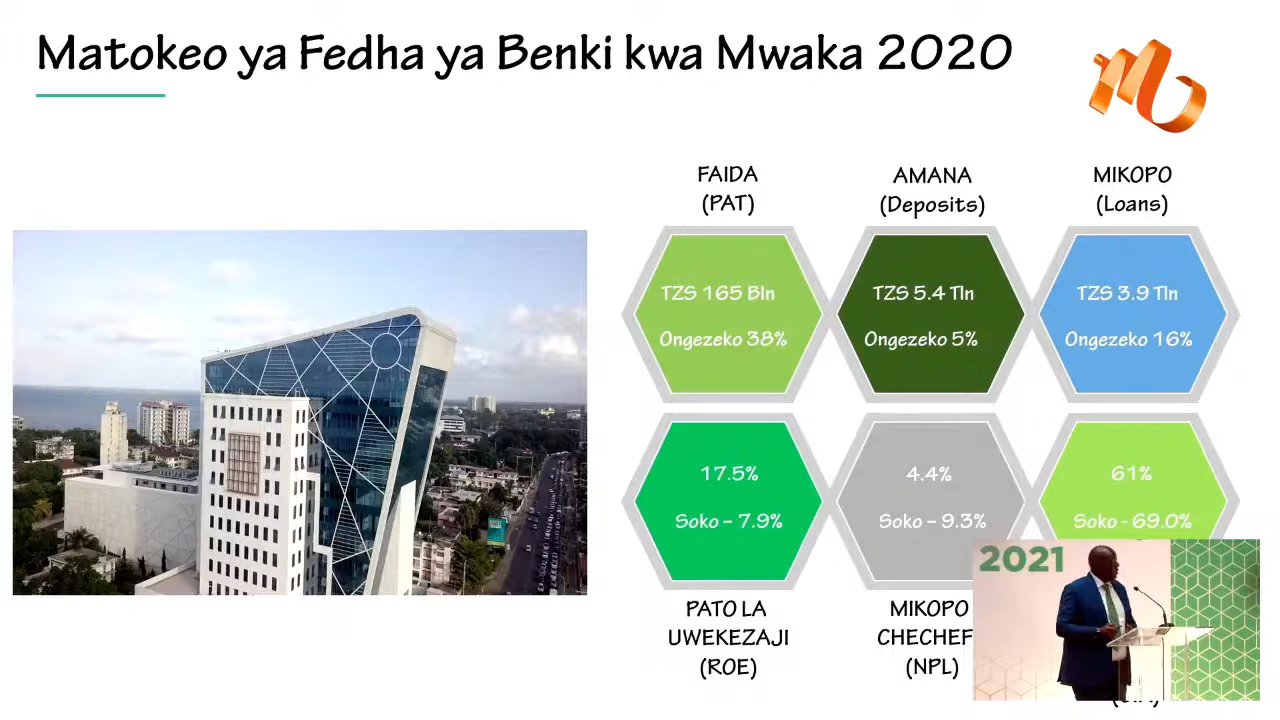 Matokeo ya Fedha ya Benki kwa Mwaka 2020
FAIDA
(PAT)
AMANA
(Deposits)
MIKOPO
(Loans)
TZS 165 Bln
Ongezeko 38%
TZS 5.4 Tln
Ongezeko 5%
TZS 3.9 Tln
Ongezeko 16%
17.5%
Soko – 7.9%
4.4%
Soko – 9.3%
61%
Soko - 69.0%
PATO LA
UWEKEZAJI
(ROE)
MIKOPO
(NPL)
2021